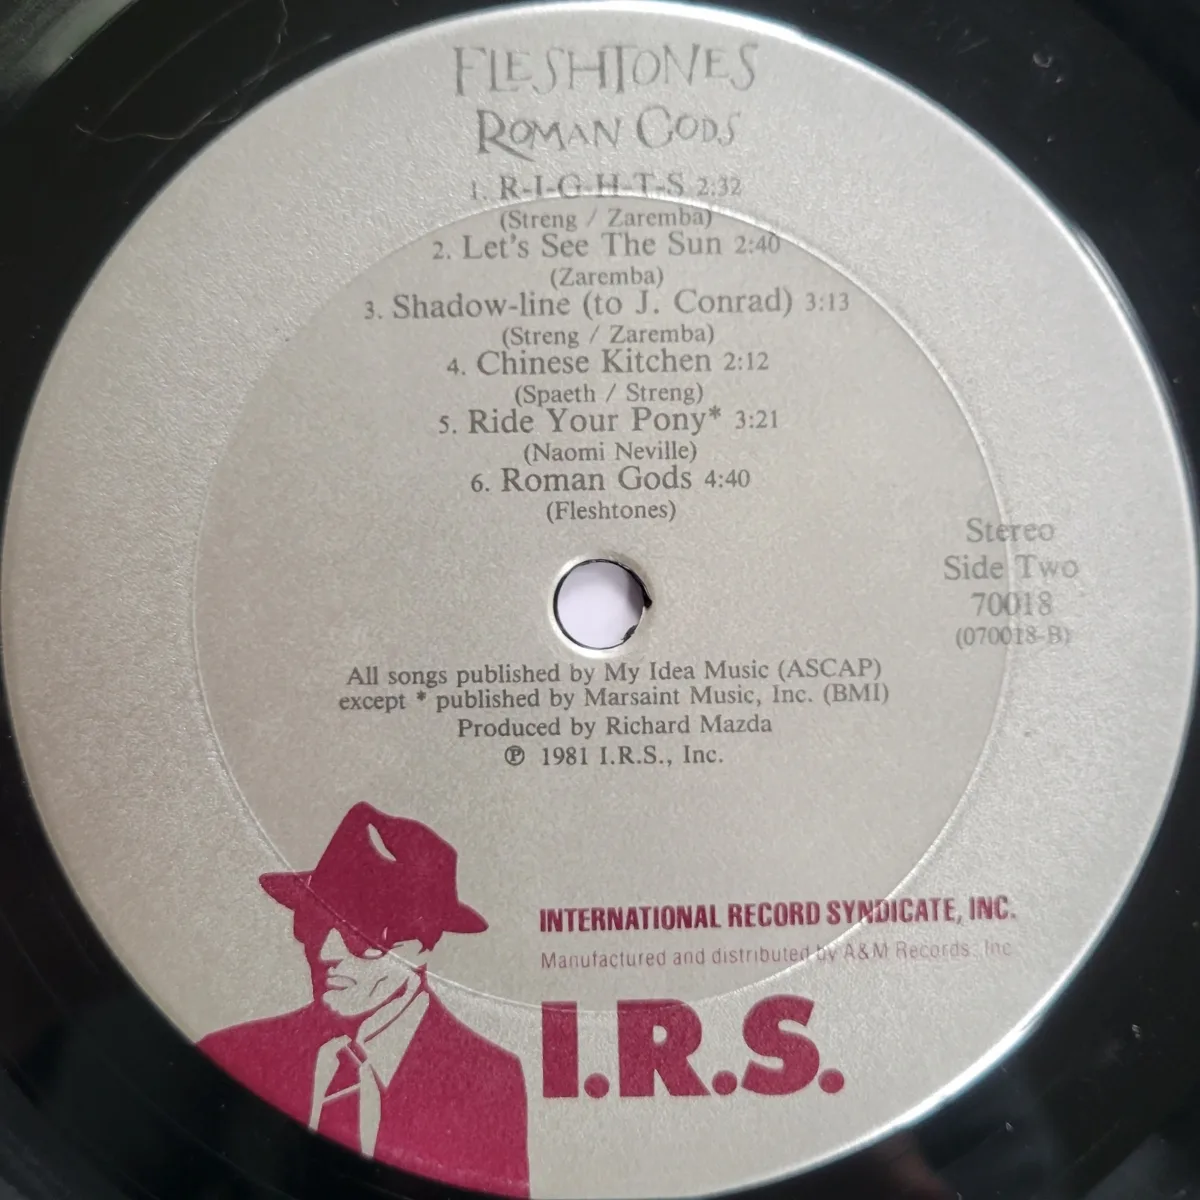 FLESHTONES
ROMAN GODS
1. R-I-G-H-T-S 2:32
(Streng / Zaremba)
2. Let's See The Sun 2:40
(Zaremba)
3. Shadow-line (to J. Conrad) 3:13
(Streng / Zaremba)
4. Chinese Kitchen 2:12
(Spaeth / Streng)
5. Ride Your Pony* 3:21
(Naomi Neville)
6. Roman Gods 4:40
(Fleshtones)
Stereo
Side Two
70018
(070018-B)
All songs published by My Idea Music (ASCAP)
except * published by Marsaint Music, Inc. (BMI)
Produced by Richard Mazda
℗ 1981 I.R.S., Inc.
INTERNATIONAL RECORD SYNDICATE, INC.
Manufactured and distributed by A&M Records, Inc
I.R.S.